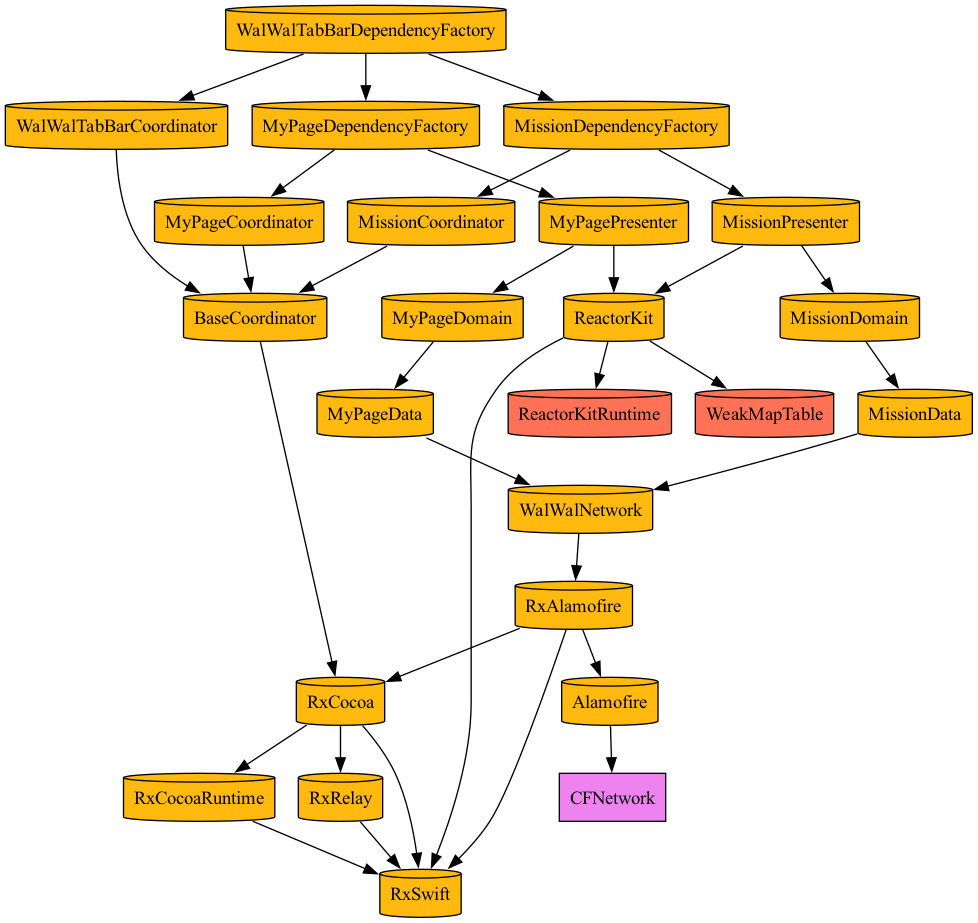 WalWalTabBarDependencyFactory
WalWalTabBarCoordinator
MyPageDependencyFactory
MissionDependencyFactory
MyPageCoordinator
MissionCoordinator
MyPagePresenter
MissionPresenter
BaseCoordinator
MyPageDomain
ReactorKit
MissionDomain
MyPageData
ReactorKitRuntime
WeakMapTable
MissionData
WalWalNetwork
RxAlamofire
RxCocoa
Alamofire
RxCocoaRuntime
RxRelay
CFNetwork
RxSwift